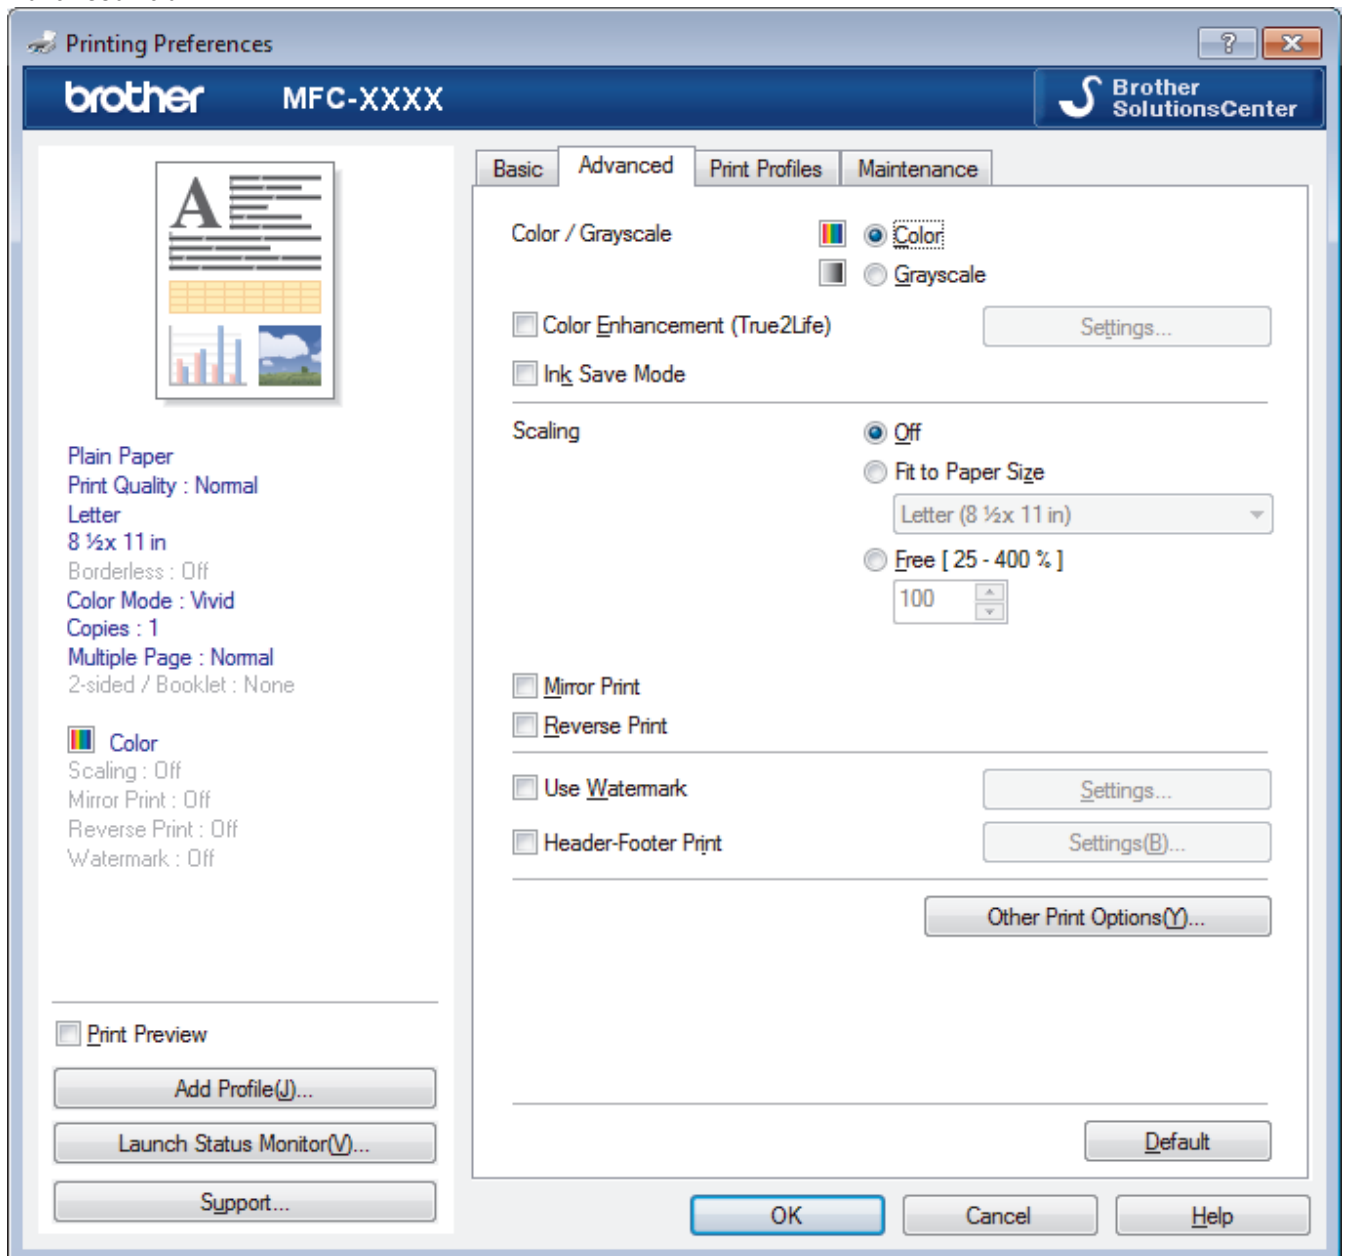 Printing Preferences
brother MFC-XXXX
Brother
SolutionsCenter
A
Plain Paper
Print Quality : Normal
Letter
8 ½x 11 in
Borderless : Off
Color Mode : Vivid
Copies : 1
Multiple Page : Normal
2-sided / Booklet : None
Color
Scaling : Off
Mirror Print : Off
Reverse Print : Off
Watermark : Off
Print Preview
Add Profile(J)...
Launch Status Monitor(V)...
Support...
Basic Advanced Print Profiles Maintenance
Color / Grayscale Color
Grayscale
Color Enhancement (True2Life) Settings...
Ink Save Mode
Scaling Off
Fit to Paper Size
Letter (8 ½x 11 in)
Free [ 25 - 400 % ]
100
Mirror Print
Reverse Print
Use Watermark Settings...
Header-Footer Print Settings(B)...
Other Print Options(Y)...
Default
OK Cancel Help